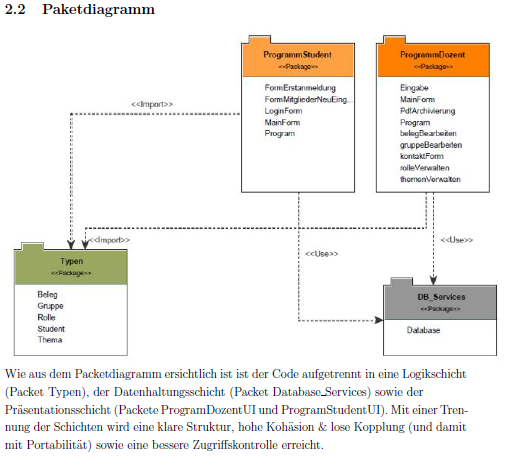 2.2 Paketdiagramm
ProgrammStudent
<<Package>>
FormErstanmeldung
FormMitgliederNeuEing...
LoginForm
MainForm
Program
ProgrammDozent
<<Package>>
Eingabe
MainForm
PdfArchivierung
Program
belegBearbeiten
gruppeBearbeiten
kontaktForm
rolleVerwalten
themenVerwalten
<<Import>>
<<Import>>
<<Use>>
<<Use>>
Typen
<<Package>>
Beleg
Gruppe
Rolle
Student
Thema
DB_Services
<<Package>>
Database
Wie aus dem Packetdiagramm ersichtlich ist ist der Code aufgetrennt in eine Logikschicht
(Packet Typen), der Datenhaltungsschicht (Packet Database_Services) sowie der
Präsentationsschicht (Packete ProgramDozentUI und ProgramStudentUI). Mit einer Tren-
nung der Schichten wird eine klare Struktur, hohe Kohäsion & lose Kopplung (und damit
mit Portabilität) sowie eine bessere Zugriffskontrolle erreicht.